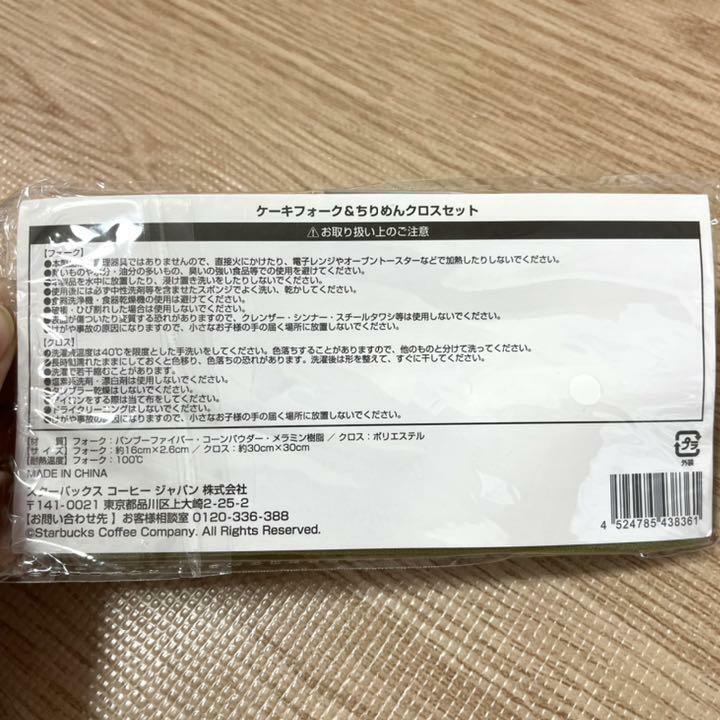 ケーキフォーク&ちりめんクロスセット
⚠お取り扱い上のご注意
【フォーク】
●本製品は調理器具ではありませんので、直接火にかけたり、電子レンジやオーブントースターなどで加熱したりしないでください。
●熱いものや水分・油分の多いもの、臭いの強い食品等での使用を避けてください。
●本製品を水中に放置したり、浸け置き洗いをしたりしないでください。
●使用後には必ず中性洗剤等を含ませたスポンジでよく洗い、乾かしてください。
●食器洗浄機・食器乾燥機の使用は避けてください。
●破損・ひび割れした場合は使用しないでください。
●表面が傷ついたり変質する恐れがありますので、クレンザー・シンナー・スチールタワシ等は使用しないでください。
●けがや事故の原因になりますので、小さなお子様の手の届く場所に放置しないでください。
【クロス】
●洗濯液温度は40℃を限度とした手洗いをしてください。色落ちすることがありますので、他のものと分けて洗ってください。
●長時間濡れたままにしておくと色移り、色落ちの恐れがあります。洗濯後は形を整えて、すぐに干してください。
●洗濯で若干縮むことがあります。
●塩素系洗剤・漂白剤は使用しないでください。
●タンブラー乾燥はしないでください。
●アイロンをする際は当て布をしてください。
●ドライクリーニングはしないでください。
●けがや事故の原因になりますので、小さなお子様の手の届く場所に放置しないでください。
【材 質】フォーク:バンブーファイバー・コーンパウダー・メラミン樹脂 / クロス:ポリエステル
【サ イ ズ】フォーク:約16cm×2.6cm / クロス:約30cm×30cm
【耐熱温度】フォーク:100℃
MADE IN CHINA
スターバックス コーヒー ジャパン 株式会社
〒141-0021 東京都品川区上大崎2-25-2
【お問い合わせ先】お客様相談室 0120-336-388
©Starbucks Coffee Company. All Rights Reserved.
プラ
外装
4 524785 438361